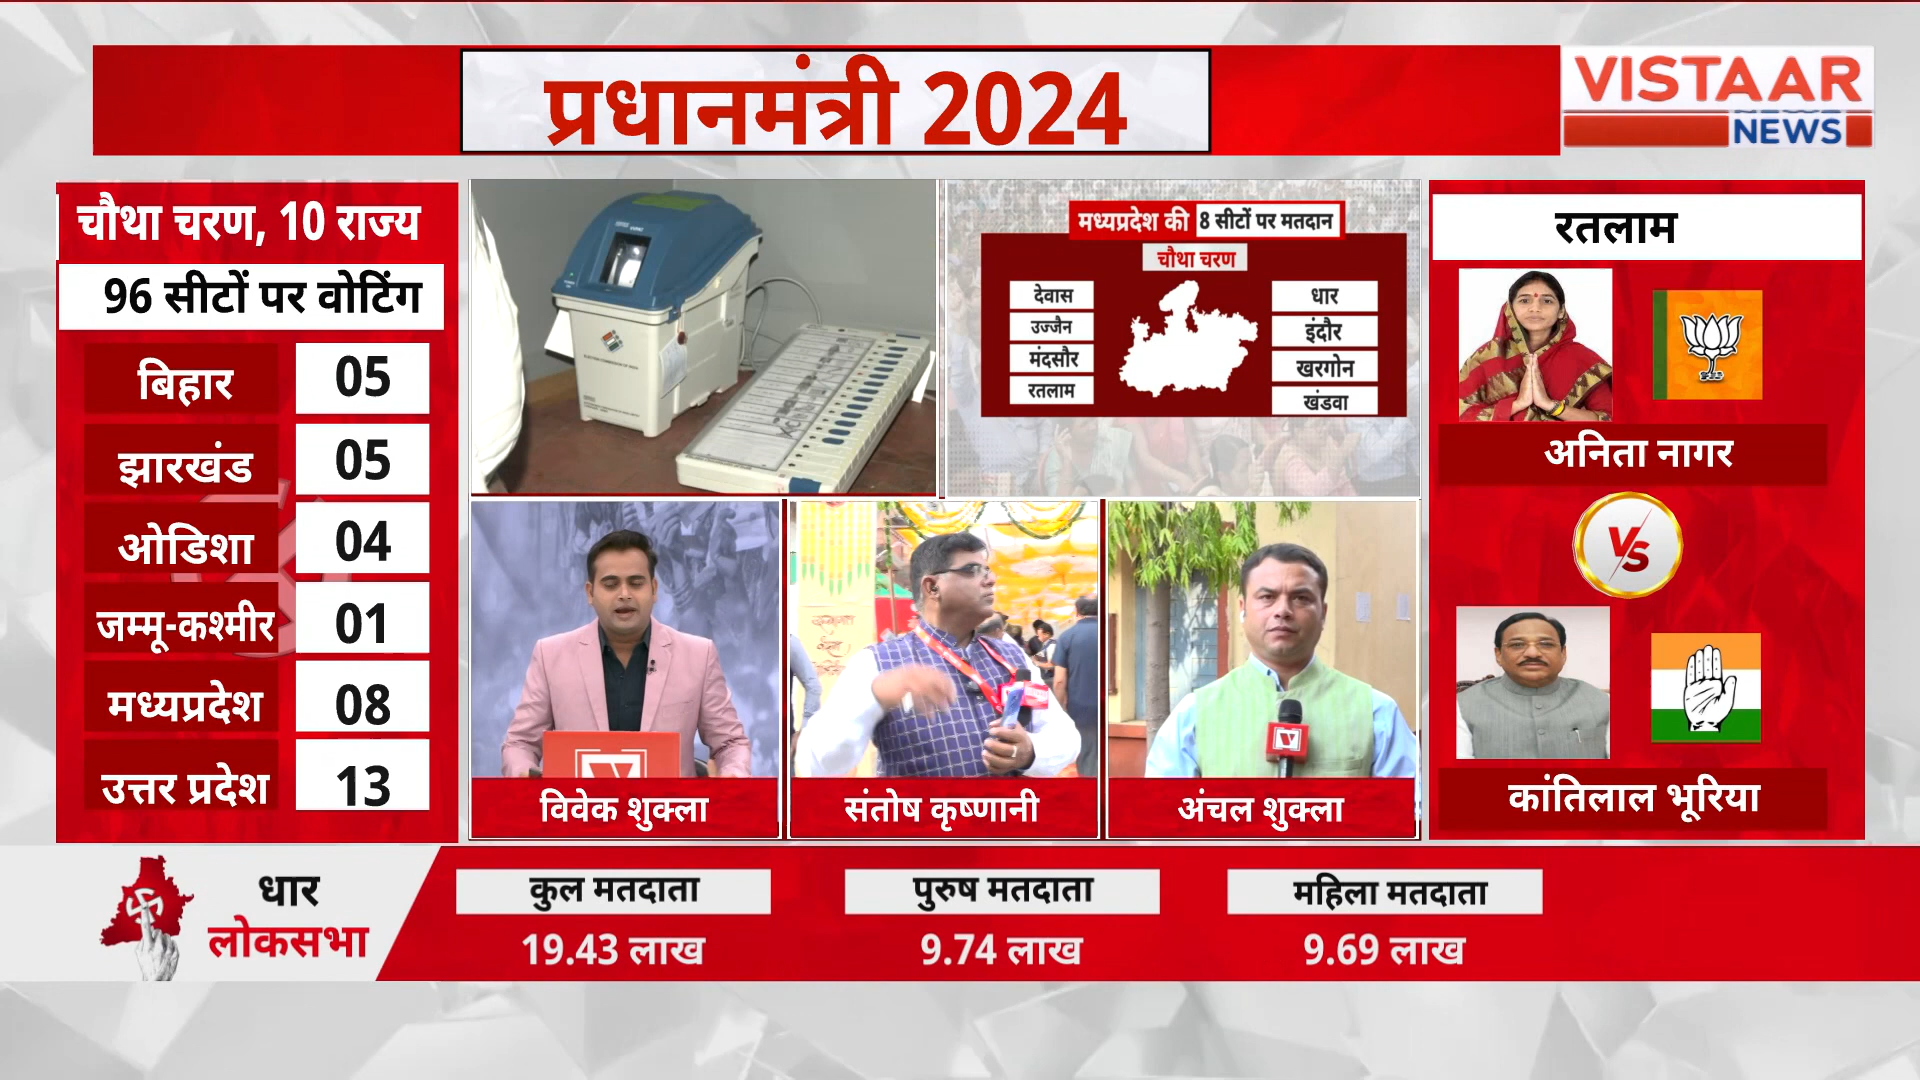 प्रधानमंत्री 2024
VISTAAR
NEWS
चौथा चरण, 10 राज्य
96 सीटों पर वोटिंग
बिहार 05
झारखंड 05
ओडिशा 04
जम्मू-कश्मीर 01
मध्यप्रदेश 08
उत्तर प्रदेश 13
मध्यप्रदेश की 8 सीटों पर मतदान
चौथा चरण
देवास
उज्जैन
मंदसौर
रतलाम
धार
इंदौर
खरगोन
खंडवा
विवेक शुक्ला
संतोष कृष्णानी
अंचल शुक्ला
रतलाम
अनिता नागर
VS
कांतिलाल भूरिया
धार
लोकसभा
कुल मतदाता
19.43 लाख
पुरुष मतदाता
9.74 लाख
महिला मतदाता
9.69 लाख